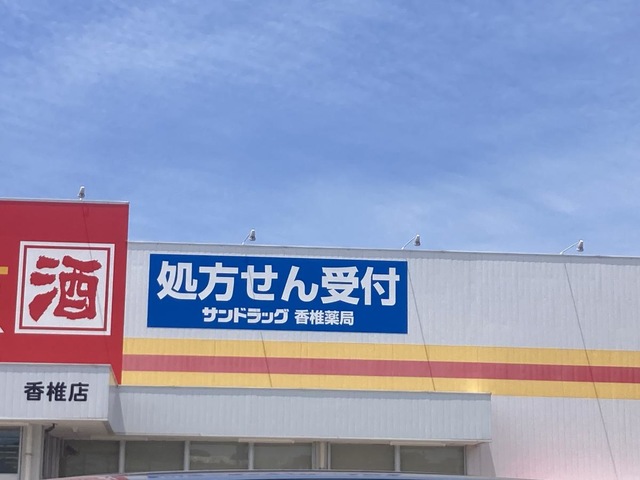 酒
処方せん受付
サンドラッグ 香椎薬局
香椎店